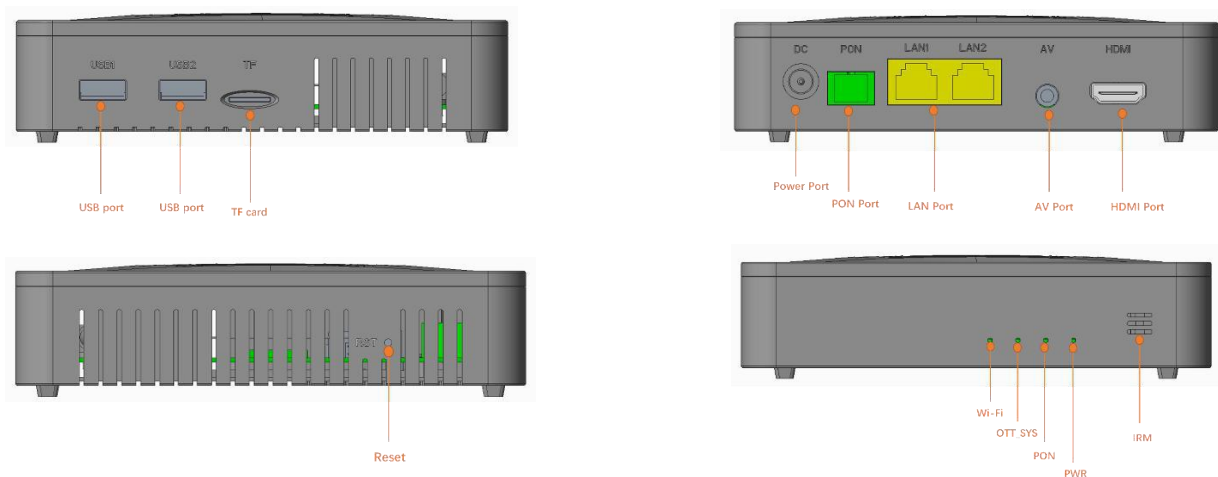 USB1 USB2 TF
USB port USB port TF card
DC PON LAN1 LAN2 AV HDMI
Power Port
PON Port LAN Port AV Port HDMI Port
RST
Reset
Wi-Fi
OTT_SYS
IRM
PON
PWR